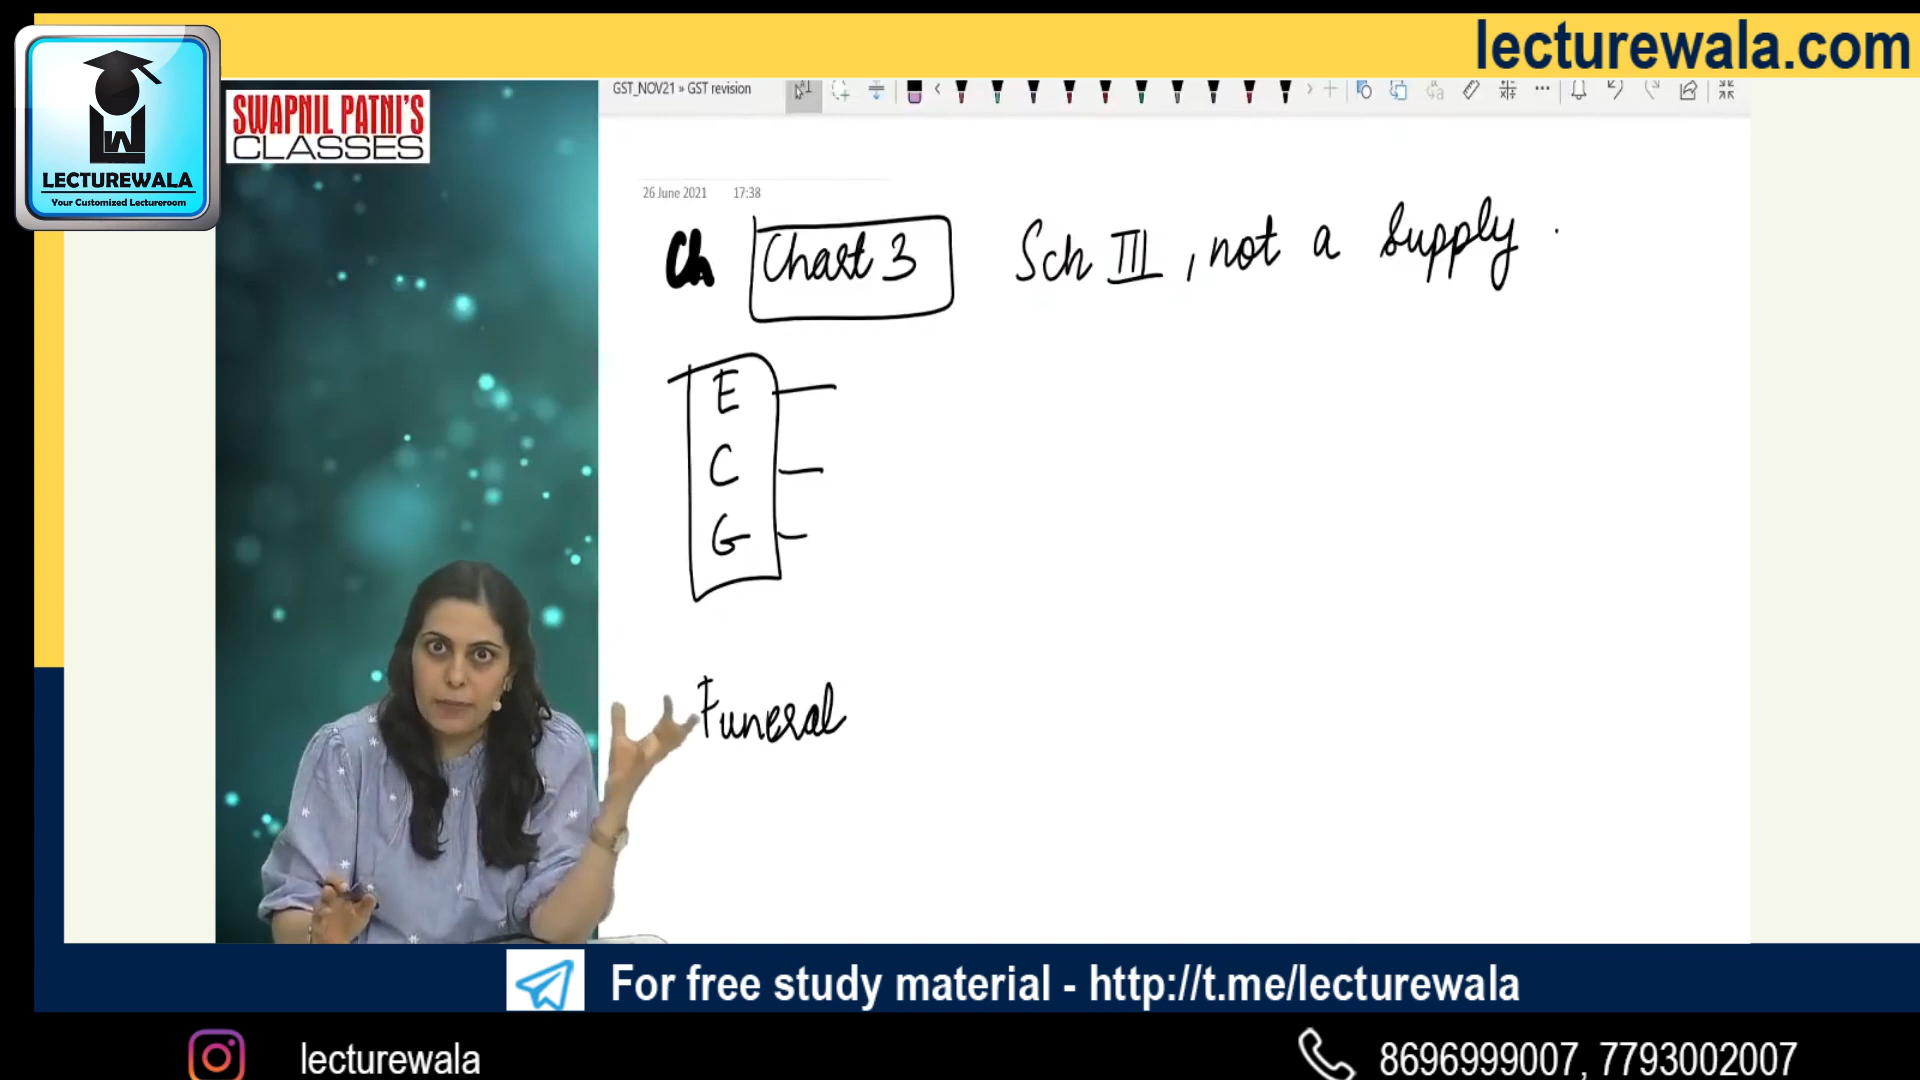 lecturewala.com
LW
LECTUREWALA
Your Customized Lectureroom
SWAPNIL PATNI'S
CLASSES
GST_NOV21 » GST revision
26 June 2021 17:38
Ch Chart 3 Sch III, not a supply.
E
C
G
Funeral
For free study material - http://t.me/lecturewala
lecturewala
8696999007, 7793002007